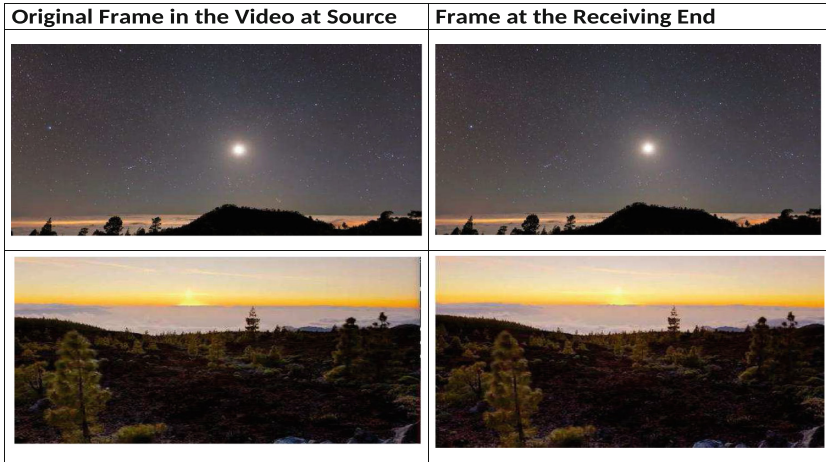 Original Frame in the Video at Source
Frame at the Receiving End